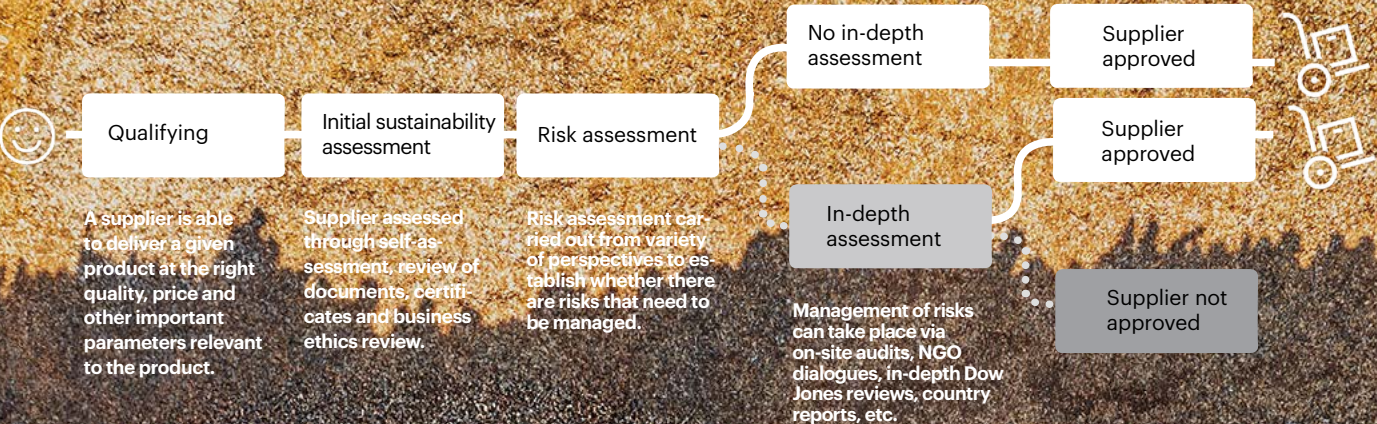 Qualifying
A supplier is able
to deliver a given
product at the right
quality, price and
other important
parameters relevant
to the product.
Initial sustainability
assessment
Supplier assessed
through self-as-
sessment, review of
documents, certifi-
cates and business
ethics review.
Risk assessment
Risk assessment car-
ried out from variety
of perspectives to es-
tablish whether there
are risks that need to
be managed.
No in-depth
assessment
Supplier
approved
In-depth
assessment
Management of risks
can take place via
on-site audits, NGO
dialogues, in-depth Dow
Jones reviews, country
reports, etc.
Supplier
approved
Supplier not
approved